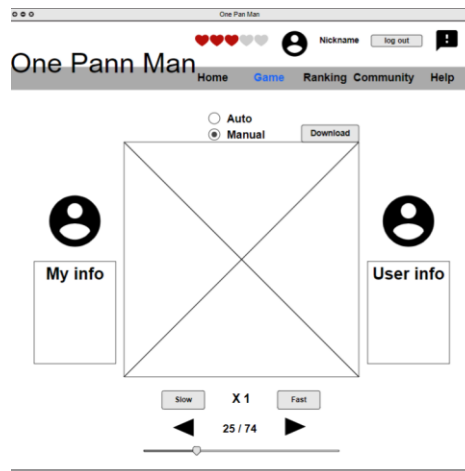 One Pan Man
Nickname
log out
One Pann Man
Home Game Ranking Community Help
Auto
Manual
Download
My info
User info
Slow X 1 Fast
25 / 74